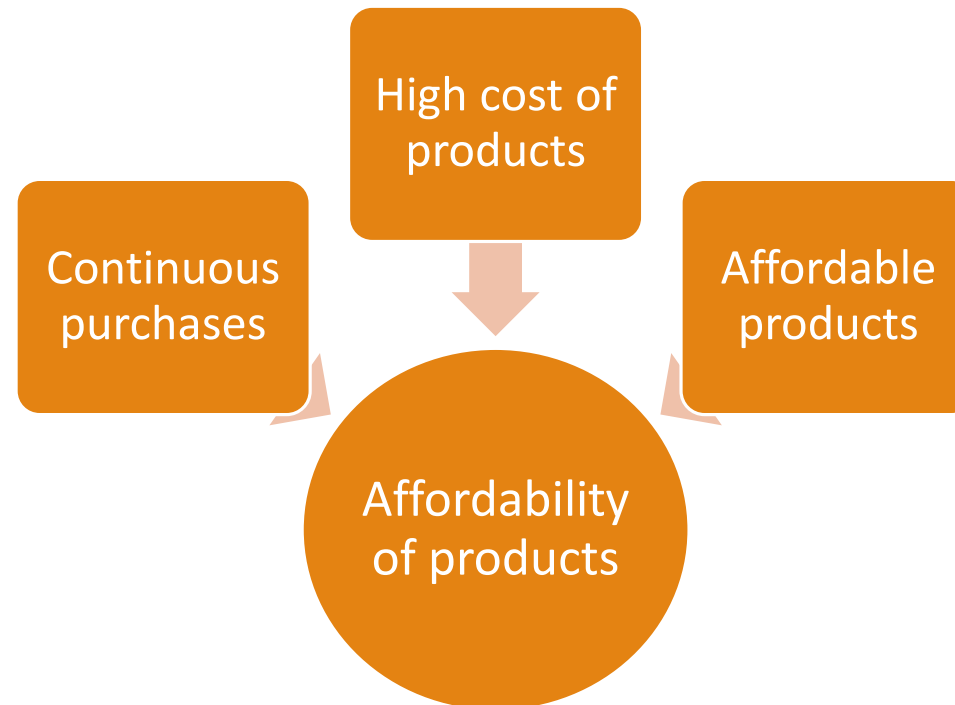 High cost of
products
Continuous
purchases
Affordable
products
Affordability
of products